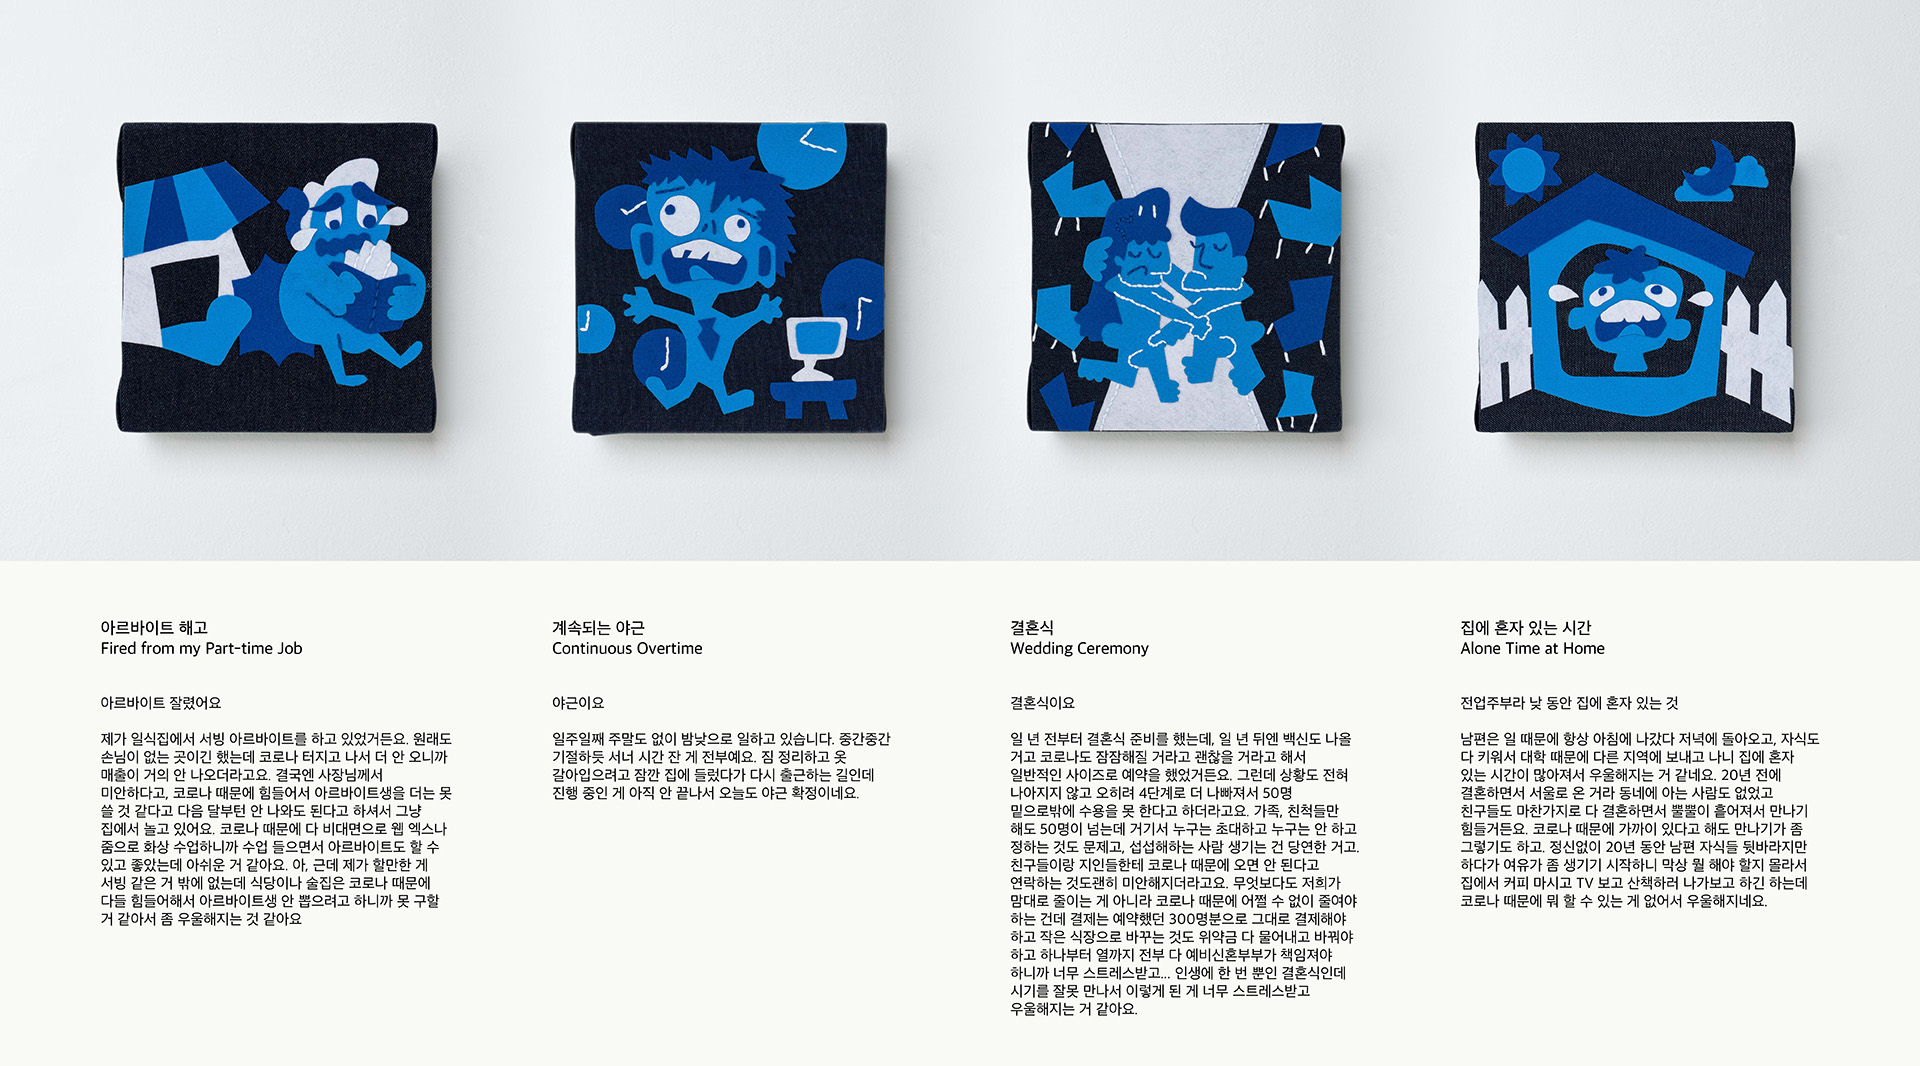 아르바이트 해고
Fired from my Part-time Job
아르바이트 잘렸어요
제가 일식집에서 서빙 아르바이트를 하고 있었거든요. 원래도
손님이 없는 곳이긴 했는데 코로나 터지고 나서 더 안 오니까
매출이 거의 안 나오더라고요. 결국엔 사장님께서
미안하다고, 코로나 때문에 힘들어서 아르바이트생을 더는 못
쓸 것 같다고 다음 달부턴 안 나와도 된다고 하셔서 그냥
집에서 놀고 있어요. 코로나 때문에 다 비대면으로 웹 엑스나
줌으로 화상 수업하니까 수업 들으면서 아르바이트도 할 수
있고 좋았는데 아쉬운 거 같아요. 아, 근데 제가 할만한 게
서빙 같은 거 밖에 없는데 식당이나 술집은 코로나 때문에
다들 힘들어해서 아르바이트생 안 뽑으려고 하니까 못 구할
거 같아서 좀 우울해지는 것 같아요
계속되는 야근
Continuous Overtime
야근이요
일주일째 주말도 없이 밤낮으로 일하고 있습니다. 중간중간
기절하듯 서너 시간 잔 게 전부예요. 짐 정리하고 옷
갈아입으려고 잠깐 집에 들렀다가 다시 출근하는 길인데
진행 중인 게 아직 안 끝나서 오늘도 야근 확정이네요.
결혼식
Wedding Ceremony
결혼식이요
일 년 전부터 결혼식 준비를 했는데, 일 년 뒤엔 백신도 나올
거고 코로나도 잠잠해질 거라고 괜찮을 거라고 해서
일반적인 사이즈로 예약을 했었거든요. 그런데 상황도 전혀
나아지지 않고 오히려 4단계로 더 나빠져서 50명
밑으로밖에 수용을 못 한다고 하더라고요. 가족, 친척들만
해도 50명이 넘는데 거기서 누구는 초대하고 누구는 안 하고
정하는 것도 문제고, 섭섭해하는 사람 생기는 건 당연한 거고.
친구들이랑 지인들한테 코로나 때문에 오면 안 된다고
연락하는 것도괜히 미안해지더라고요. 무엇보다도 저희가
맘대로 줄이는 게 아니라 코로나 때문에 어쩔 수 없이 줄여야
하는 건데 결제는 예약했던 300명분으로 그대로 결제해야
하고 작은 식장으로 바꾸는 것도 위약금 다 물어내고 바꿔야
하고 하나부터 열까지 전부 다 예비신혼부부가 책임져야
하니까 너무 스트레스받고... 인생에 한 번 뿐인 결혼식인데
시기를 잘못 만나서 이렇게 된 게 너무 스트레스받고
우울해지는 거 같아요.
집에 혼자 있는 시간
Alone Time at Home
전업주부라 낮 동안 집에 혼자 있는 것
남편은 일 때문에 항상 아침에 나갔다 저녁에 돌아오고, 자식도
다 키워서 대학 때문에 다른 지역에 보내고 나니 집에 혼자
있는 시간이 많아져서 우울해지는 거 같네요. 20년 전에
결혼하면서 서울로 온 거라 동네에 아는 사람도 없었고
친구들도 마찬가지로 다 결혼하면서 뿔뿔이 흩어져서 만나기
힘들거든요. 코로나 때문에 가까이 있다고 해도 만나기가 좀
그렇기도 하고. 정신없이 20년 동안 남편 자식들 뒷바라지만
하다가 여유가 좀 생기기 시작하니 막상 뭘 해야 할지 몰라서
집에서 커피 마시고 TV 보고 산책하러 나가보고 하긴 하는데
코로나 때문에 뭐 할 수 있는 게 없어서 우울해지네요.